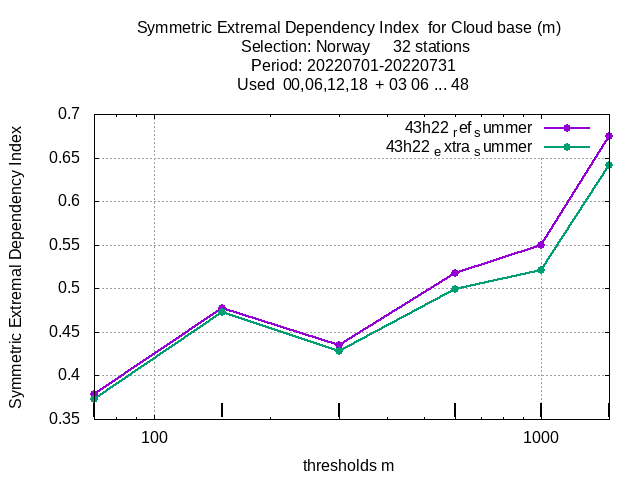 Symmetric Extremal Dependency Index for Cloud base (m)
Selection: Norway 32 stations
Period: 20220701-20220731
Used 00,06,12,18 + 03 06 ... 48
Symmetric Extremal Dependency Index
0.7
0.65
0.6
0.55
0.5
0.45
0.4
0.35
43h22 ref summer
43h22 extra summer
100
1000
thresholds m